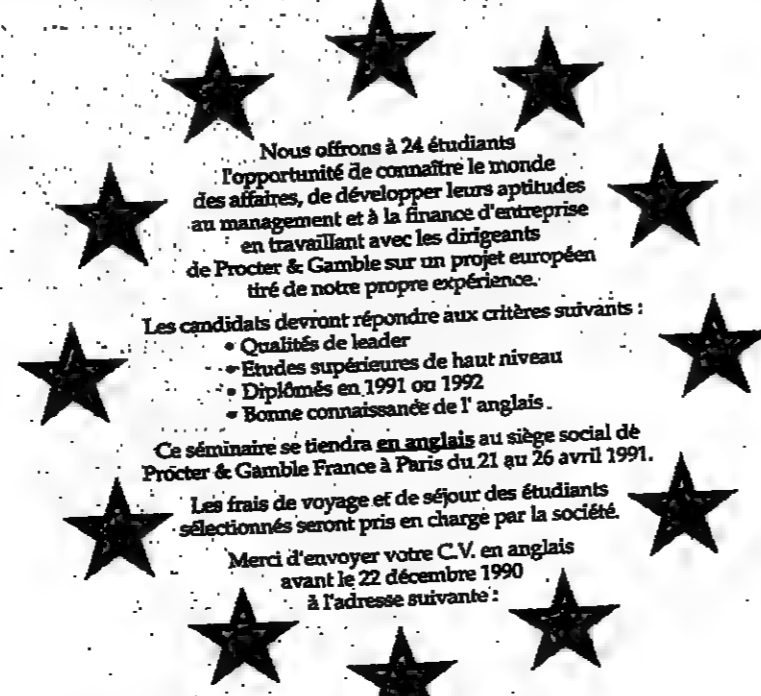 Nous offrons à 24 étudiants
l'opportunité de connaître le monde
des affaires, de développer leurs aptitudes
au management et à la finance d'entreprise
en travaillant avec les dirigeants
de Procter & Gamble sur un projet européen
tiré de notre propre expérience.
Les candidats devront répondre aux critères suivants :
• Qualités de leader
• Etudes supérieures de haut niveau
• Diplômés en 1991 ou 1992
• Bonne connaissance de l' anglais.
Ce séminaire se tiendra en anglais au siège social de
Procter & Gamble France à Paris du 21 au 26 avril 1991.
Les frais de voyage et de séjour des étudiants
sélectionnés seront pris en charge par la société.
Merci d'envoyer votre C.V. en anglais
avant le 22 décembre 1990
à l'adresse suivante :